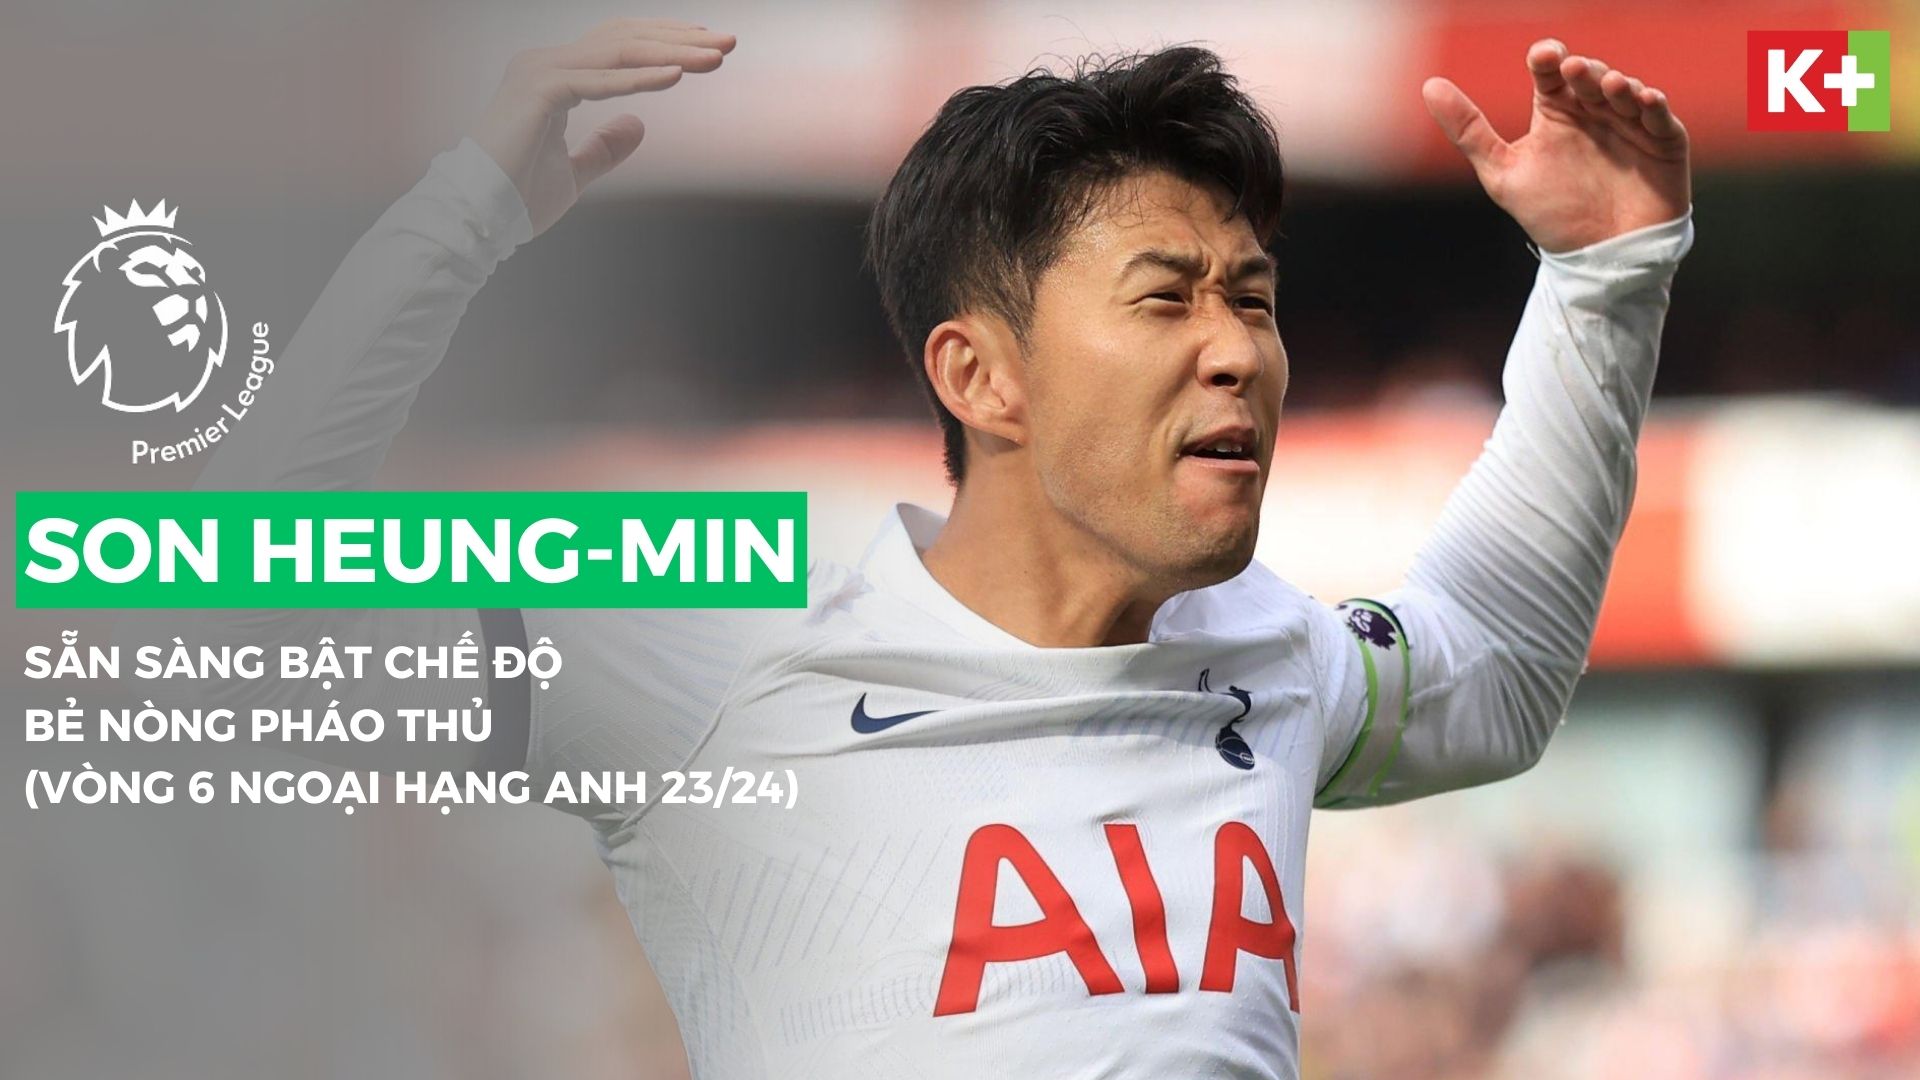 K+
Premier League
SON HEUNG-MIN
SẴN SÀNG BẬT CHẾ ĐỘ
BẺ NÒNG PHÁO THỦ
(VÒNG 6 NGOẠI HẠNG ANH 23/24)
AIA